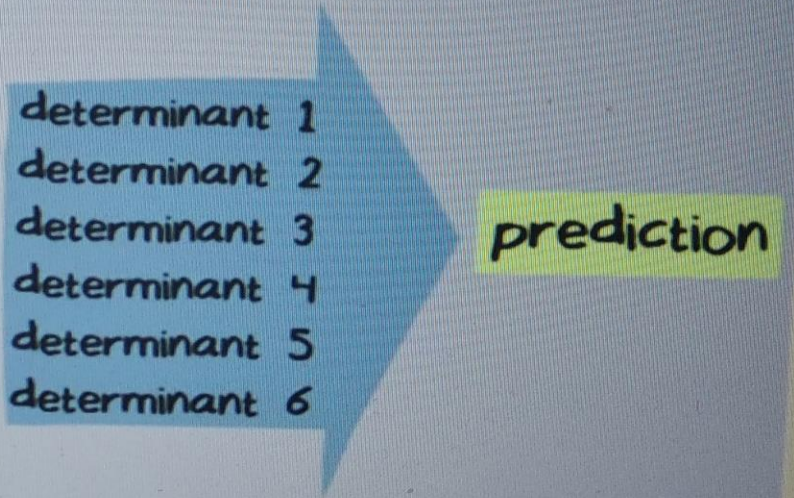 determinant 1
determinant 2
determinant 3
determinant 4
determinant 5
determinant 6
prediction